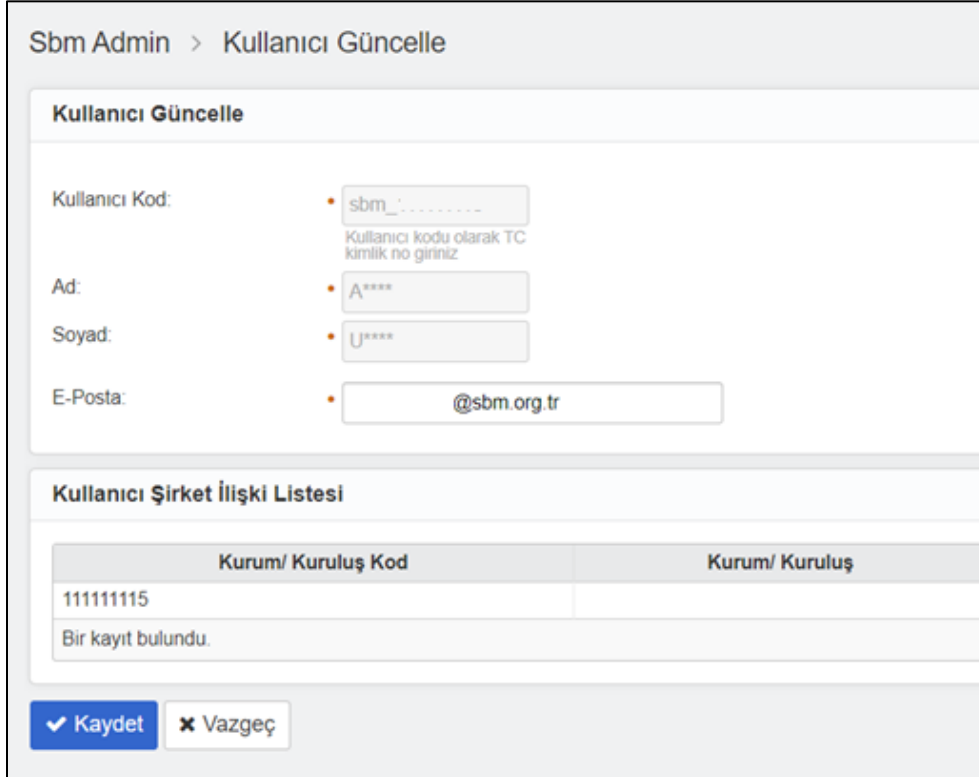 Sbm Admin > Kullanıcı Güncelle
Kullanıcı Güncelle
Kullanıcı Kod:
sbm_
Kullanıcı kodu olarak TC
kimlik no giriniz
Ad:
A****
Soyad:
U****
E-Posta:
@sbm.org.tr
Kullanıcı Şirket İlişki Listesi
Kurum/ Kuruluş Kod Kurum/ Kuruluş
111111115
Bir kayıt bulundu.
Kaydet Vazgeç